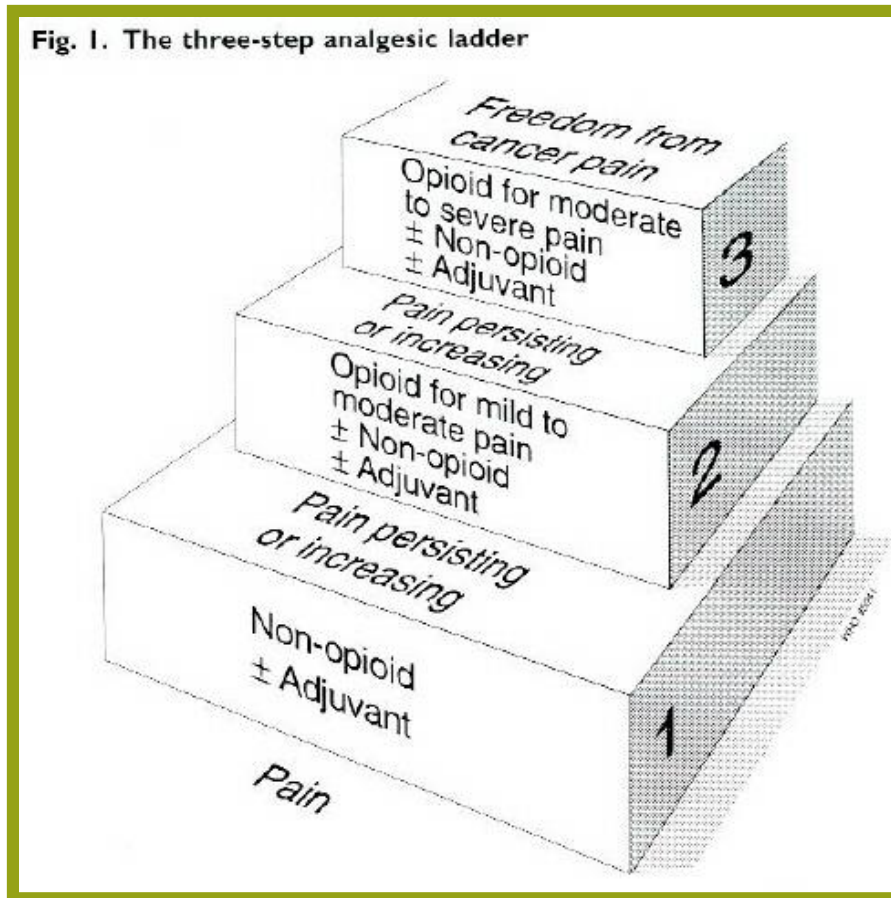 Fig. 1. The three-step analgesic ladder
Freedom from
cancer pain
Opioid for moderate
to severe pain
± Non-opioid
± Adjuvant
3
Pain persisting
or increasing
Opioid for mild to
moderate pain
± Non-opioid
± Adjuvant
2
Pain persisting
or increasing
Non-opioid
± Adjuvant
1
Pain